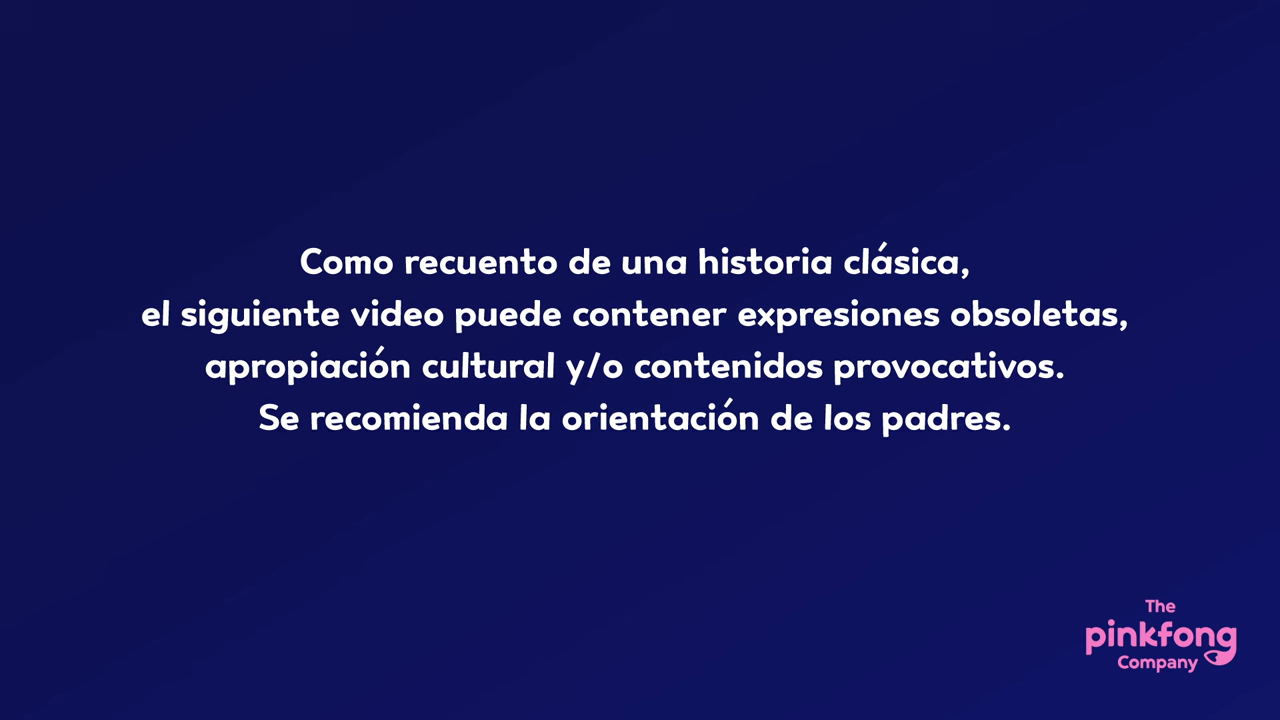 Como recuento de una historia clásica,
el siguiente video puede contener expresiones obsoletas,
apropiación cultural y/o contenidos provocativos.
Se recomienda la orientación de los padres.
The
pinkfong
Company